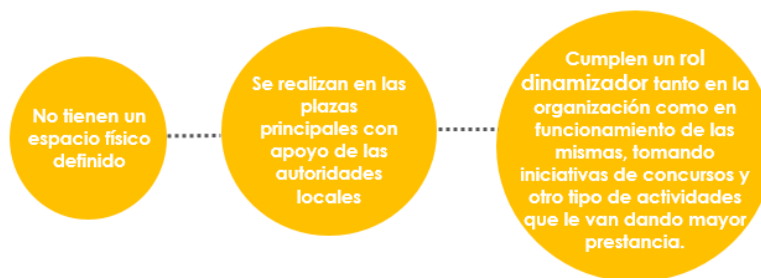 No tienen un
espacio físico
definido
Se realizan en las
plazas
principales con
apoyo de las
autoridades
locales
Cumplen un rol
dinamizador tanto en la
organización como en
funcionamiento de las
mismas, tomando
iniciativas de concursos y
otro tipo de actividades
que le van dando mayor
prestancia.